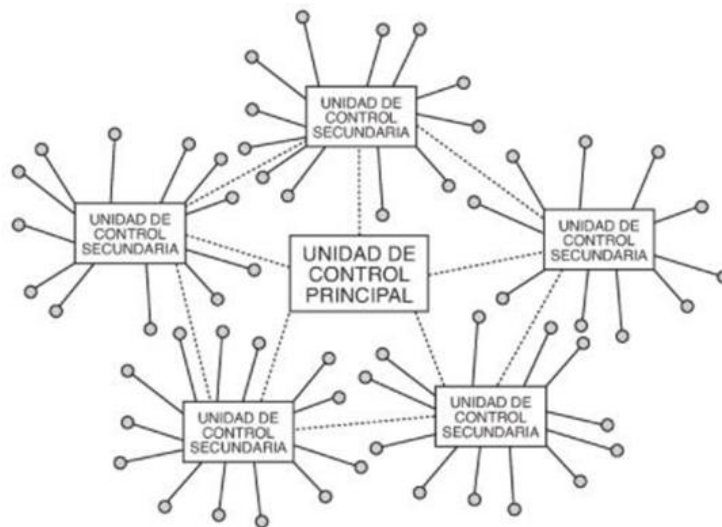 UNIDAD DE
CONTROL
SECUNDARIA
UNIDAD DE
CONTROL
SECUNDARIA
UNIDAD DE
CONTROL
SECUNDARIA
UNIDAD DE
CONTROL
PRINCIPAL
UNIDAD DE
CONTROL
SECUNDARIA
UNIDAD DE
CONTROL
SECUNDARIA